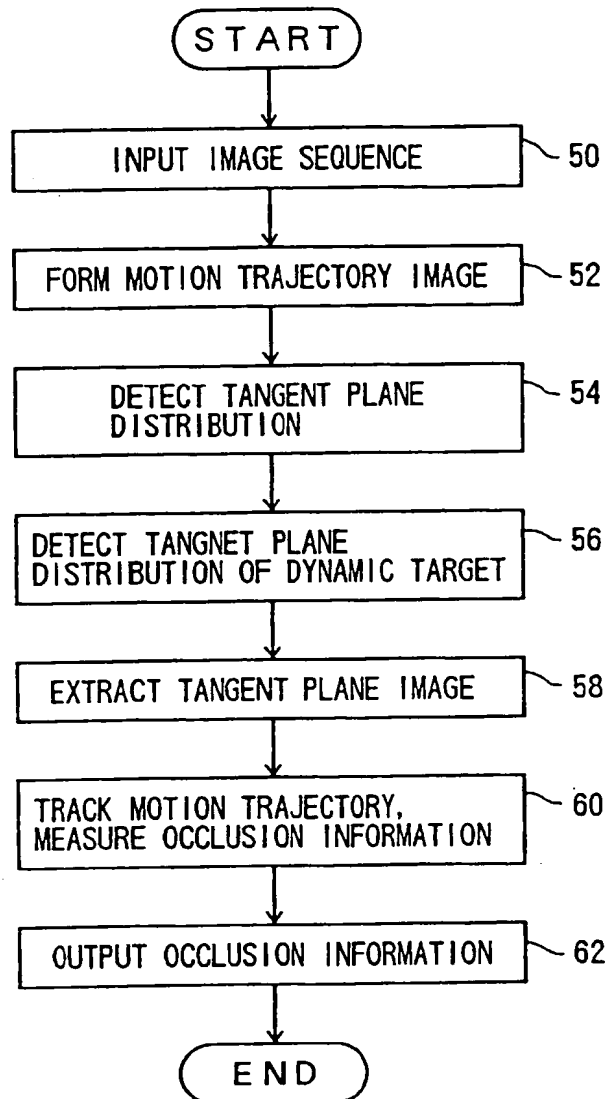 START
INPUT IMAGE SEQUENCE
50
FORM MOTION TRAJECTORY IMAGE
52
DETECT TANGENT PLANE
DISTRIBUTION
54
DETECT TANGNET PLANE
DISTRIBUTION OF DYNAMIC TARGET
56
EXTRACT TANGENT PLANE IMAGE
58
TRACK MOTION TRAJECTORY,
MEASURE OCCLUSION INFORMATION
60
OUTPUT OCCLUSION INFORMATION
62
END